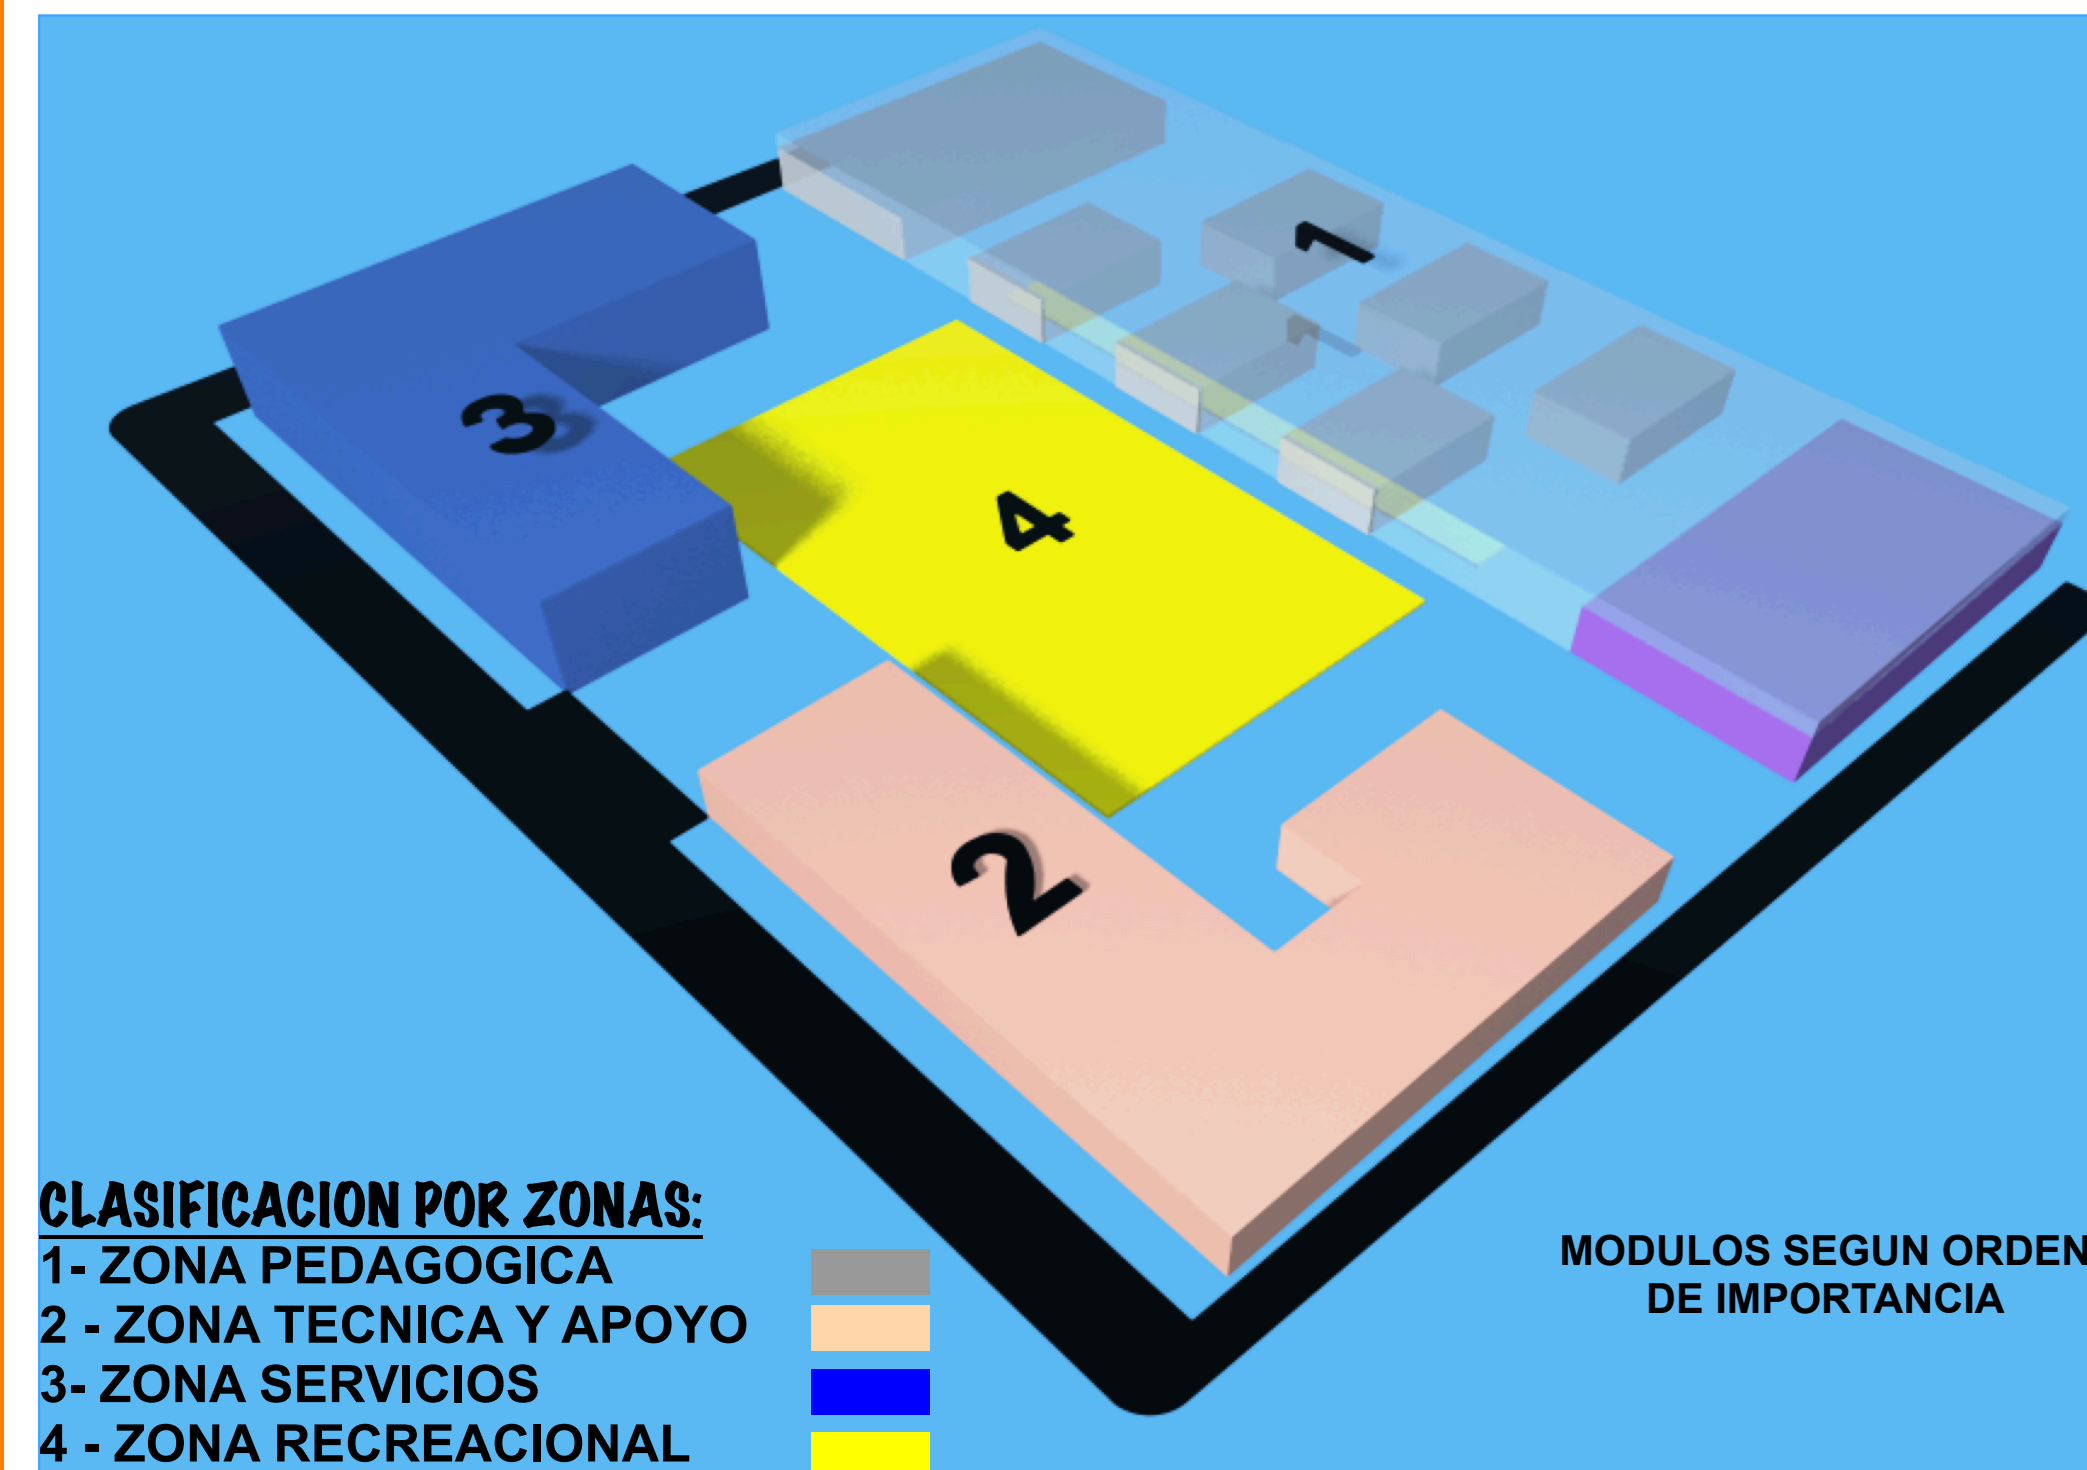 1
3
4
2
CLASIFICACION POR ZONAS:
1- ZONA PEDAGOGICA
2 - ZONA TECNICA Y APOYO
3- ZONA SERVICIOS
4 - ZONA RECREACIONAL
MODULOS SEGUN ORDEN
DE IMPORTANCIA